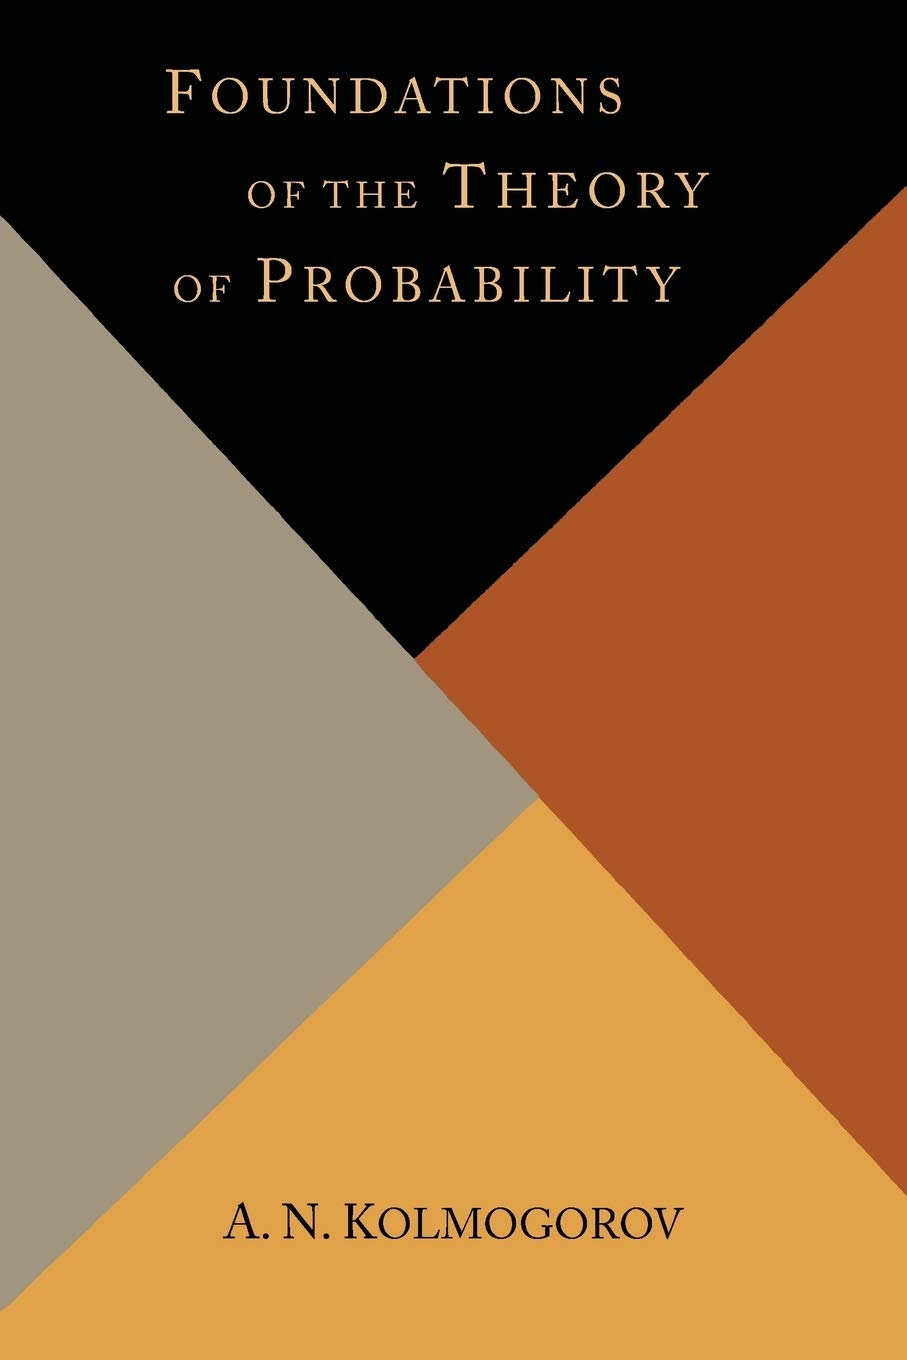 FOUNDATIONS
OF THE THEORY
OF PROBABILITY
A. N. KOLMOGOROV